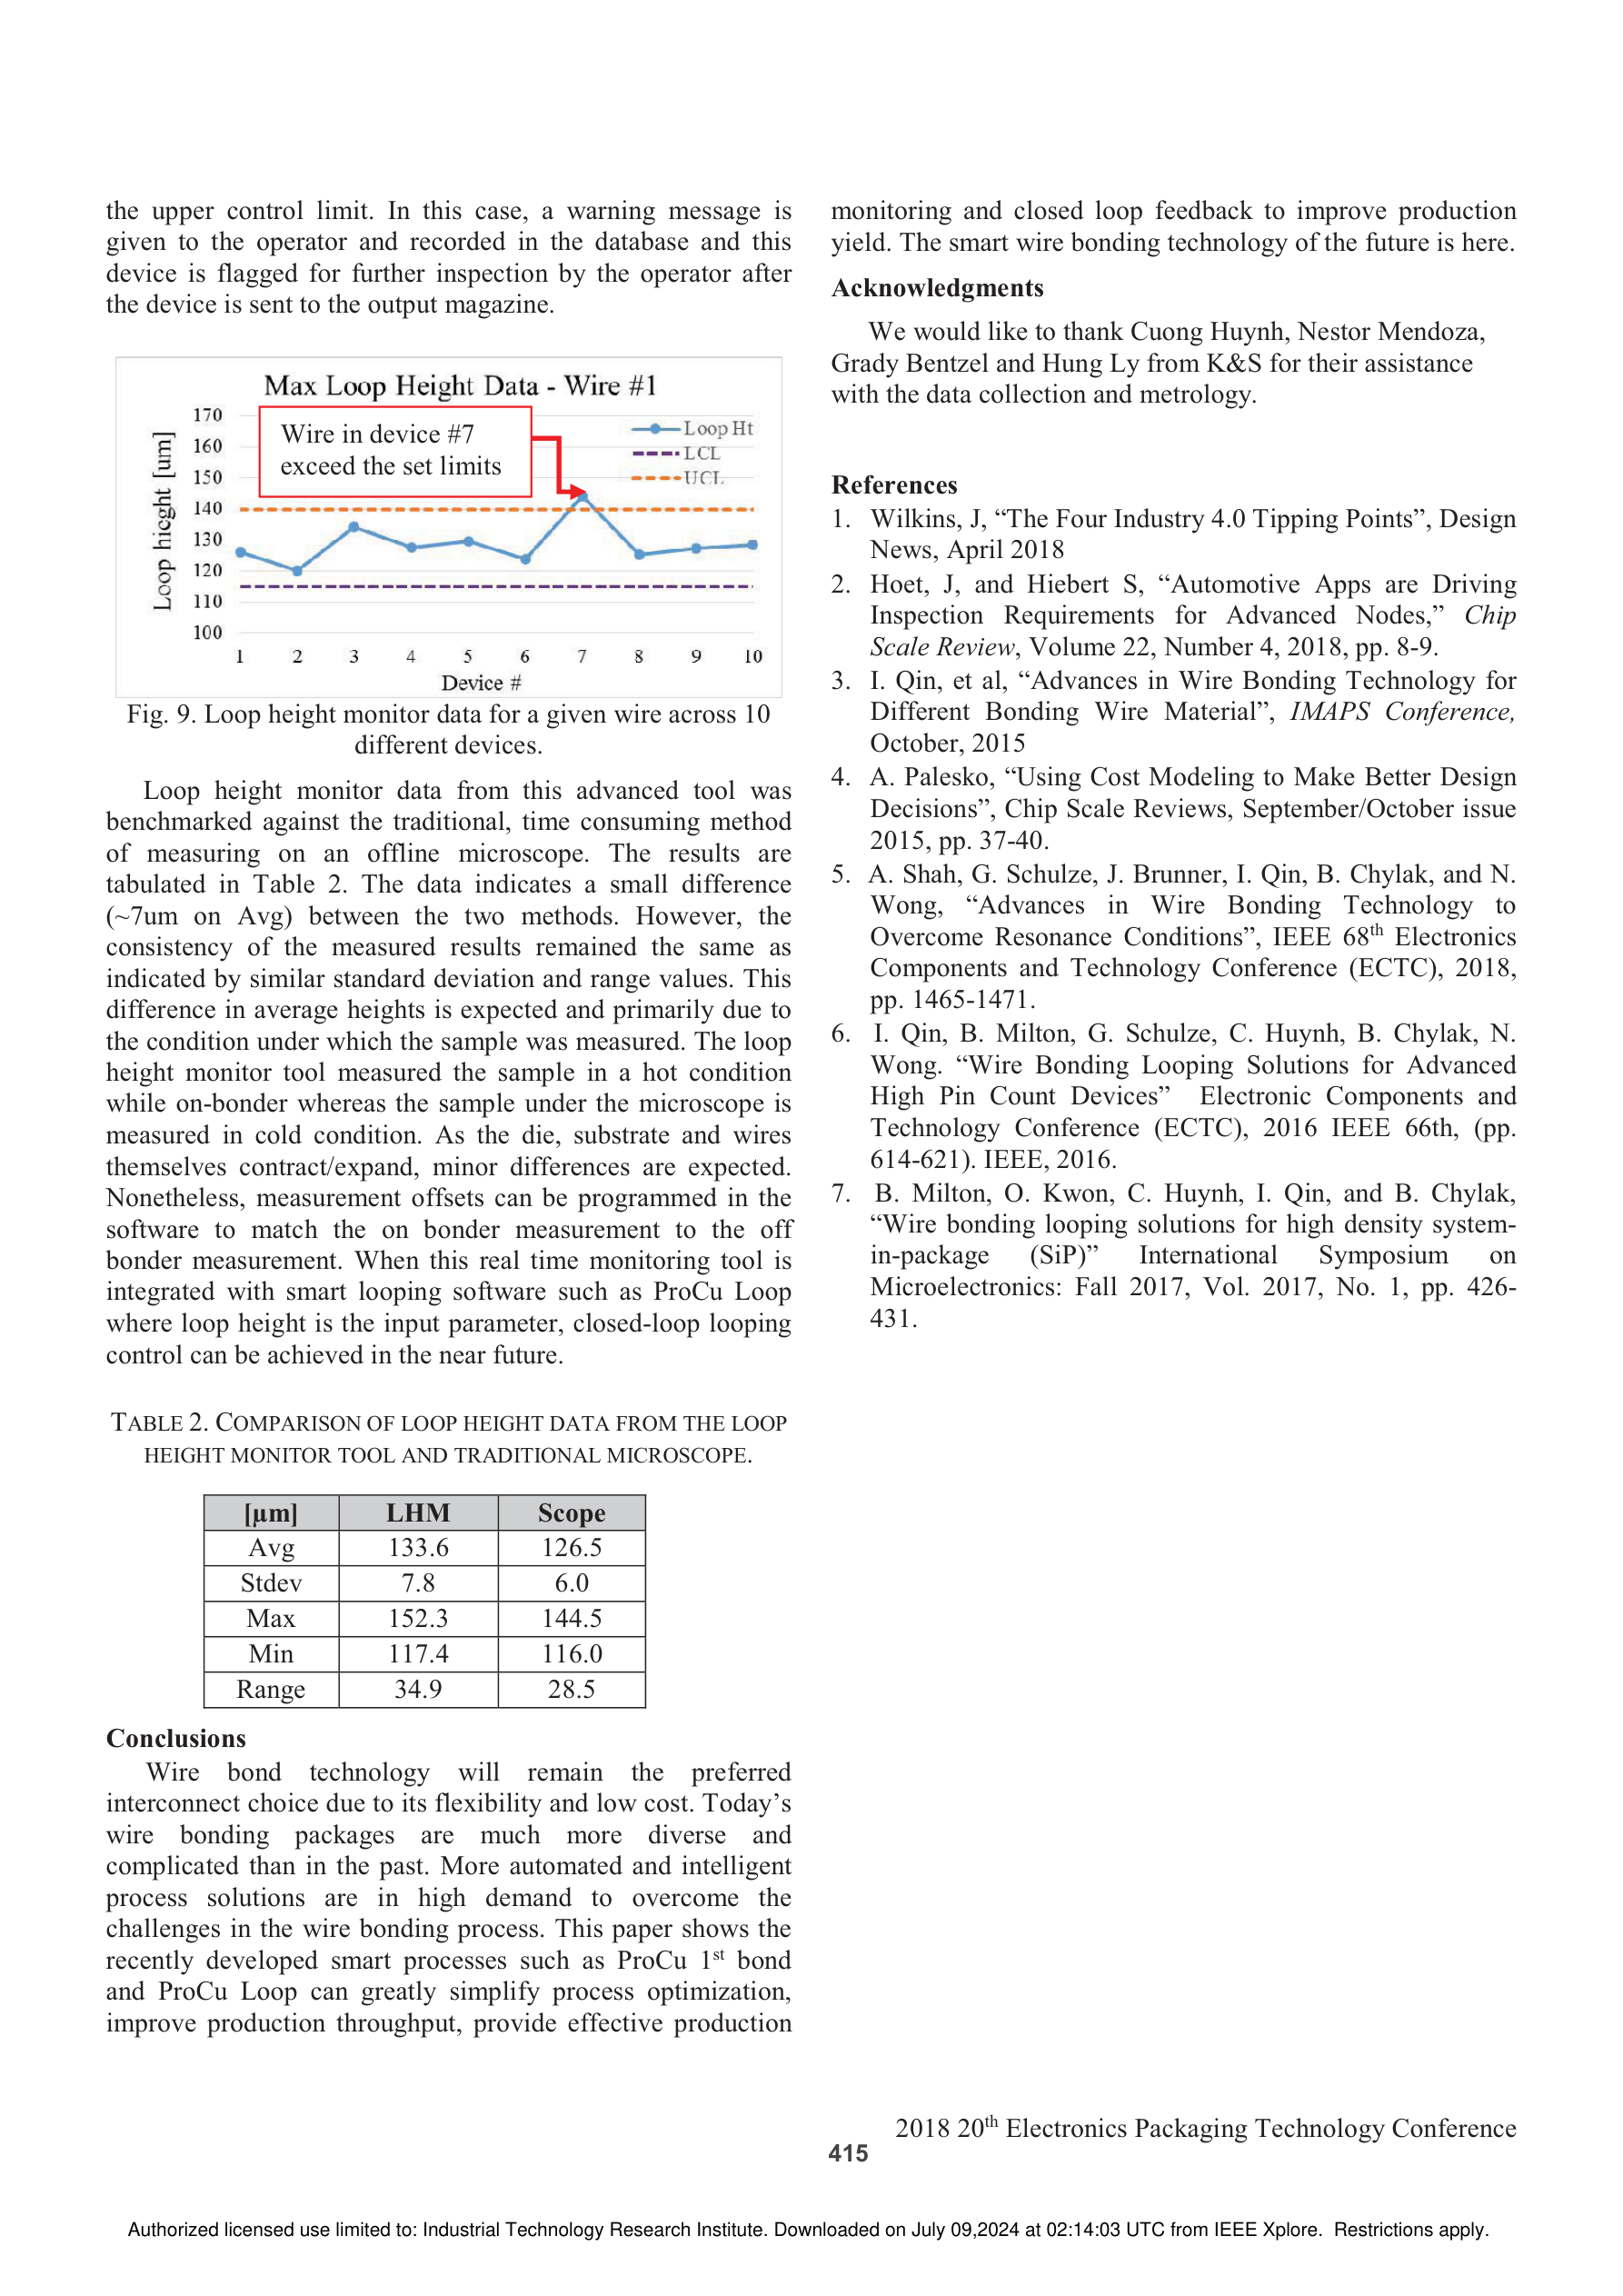 the upper control limit. In this case, a warning message is
given to the operator and recorded in the database and this
device is flagged for further inspection by the operator after
the device is sent to the output magazine.
Max Loop Height Data - Wire #1
Wire in device #7
exceed the set limits
Loop Ht
LCL
UCL
Loop hieght [um]
170
160
150
140
130
120
110
100
1 2 3 4 5 6 7 8 9 10
Device #
Fig. 9. Loop height monitor data for a given wire across 10
different devices.
Loop height monitor data from this advanced tool was
benchmarked against the traditional, time consuming method
of measuring on an offline microscope. The results are
tabulated in Table 2. The data indicates a small difference
(~7um on Avg) between the two methods. However, the
consistency of the measured results remained the same as
indicated by similar standard deviation and range values. This
difference in average heights is expected and primarily due to
the condition under which the sample was measured. The loop
height monitor tool measured the sample in a hot condition
while on-bonder whereas the sample under the microscope is
measured in cold condition. As the die, substrate and wires
themselves contract/expand, minor differences are expected.
Nonetheless, measurement offsets can be programmed in the
software to match the on bonder measurement to the off
bonder measurement. When this real time monitoring tool is
integrated with smart looping software such as ProCu Loop
where loop height is the input parameter, closed-loop looping
control can be achieved in the near future.
TABLE 2. COMPARISON OF LOOP HEIGHT DATA FROM THE LOOP
HEIGHT MONITOR TOOL AND TRADITIONAL MICROSCOPE.
[µm] LHM Scope
Avg 133.6 126.5
Stdev 7.8 6.0
Max 152.3 144.5
Min 117.4 116.0
Range 34.9 28.5
Conclusions
Wire bond technology will remain the preferred
interconnect choice due to its flexibility and low cost. Today’s
wire bonding packages are much more diverse and
complicated than in the past. More automated and intelligent
process solutions are in high demand to overcome the
challenges in the wire bonding process. This paper shows the
recently developed smart processes such as ProCu 1st bond
and ProCu Loop can greatly simplify process optimization,
improve production throughput, provide effective production
monitoring and closed loop feedback to improve production
yield. The smart wire bonding technology of the future is here.
Acknowledgments
We would like to thank Cuong Huynh, Nestor Mendoza,
Grady Bentzel and Hung Ly from K&S for their assistance
with the data collection and metrology.
References
1. Wilkins, J, “The Four Industry 4.0 Tipping Points”, Design
News, April 2018
2. Hoet, J, and Hiebert S, “Automotive Apps are Driving
Inspection Requirements for Advanced Nodes,” Chip
Scale Review, Volume 22, Number 4, 2018, pp. 8-9.
3. I. Qin, et al, “Advances in Wire Bonding Technology for
Different Bonding Wire Material”, IMAPS Conference,
October, 2015
4. A. Palesko, “Using Cost Modeling to Make Better Design
Decisions”, Chip Scale Reviews, September/October issue
2015, pp. 37-40.
5. A. Shah, G. Schulze, J. Brunner, I. Qin, B. Chylak, and N.
Wong, “Advances in Wire Bonding Technology to
Overcome Resonance Conditions”, IEEE 68th Electronics
Components and Technology Conference (ECTC), 2018,
pp. 1465-1471.
6. I. Qin, B. Milton, G. Schulze, C. Huynh, B. Chylak, N.
Wong. “Wire Bonding Looping Solutions for Advanced
High Pin Count Devices” Electronic Components and
Technology Conference (ECTC), 2016 IEEE 66th, (pp.
614-621). IEEE, 2016.
7. B. Milton, O. Kwon, C. Huynh, I. Qin, and B. Chylak,
“Wire bonding looping solutions for high density system-
in-package (SiP)” International Symposium on
Microelectronics: Fall 2017, Vol. 2017, No. 1, pp. 426-
431.
2018 20th Electronics Packaging Technology Conference
415
Authorized licensed use limited to: Industrial Technology Research Institute. Downloaded on July 09,2024 at 02:14:03 UTC from IEEE Xplore. Restrictions apply.